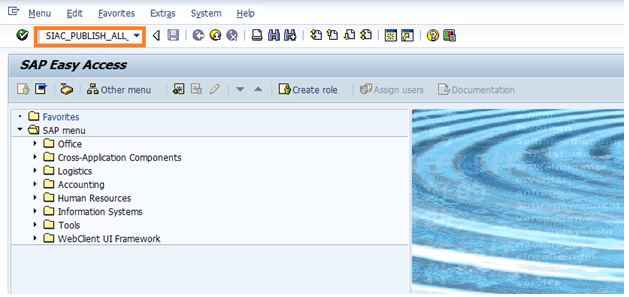 Menu Edit Favorites Extras System Help
SIAC_PUBLISH_ALL_
SAP Easy Access
Other menu Create role Assign users Documentation
Favorites
SAP menu
Office
Cross-Application Components
Logistics
Accounting
Human Resources
Information Systems
Tools
WebClient UI Framework